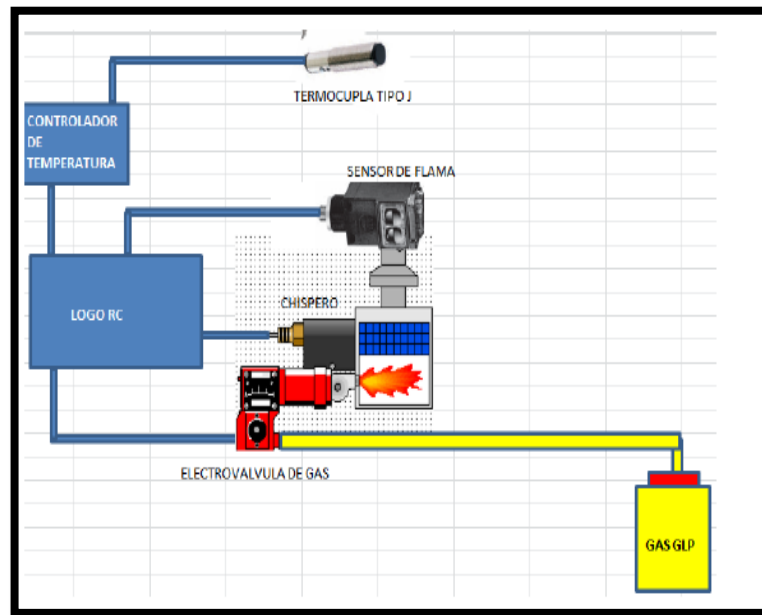 TERMOCUPLA TIPO J
CONTROLADOR
DE
TEMPERATURA
SENSOR DE FLAMA
CHISPERO
LOGO RC
ELECTROVALVULA DE GAS
GAS GLP